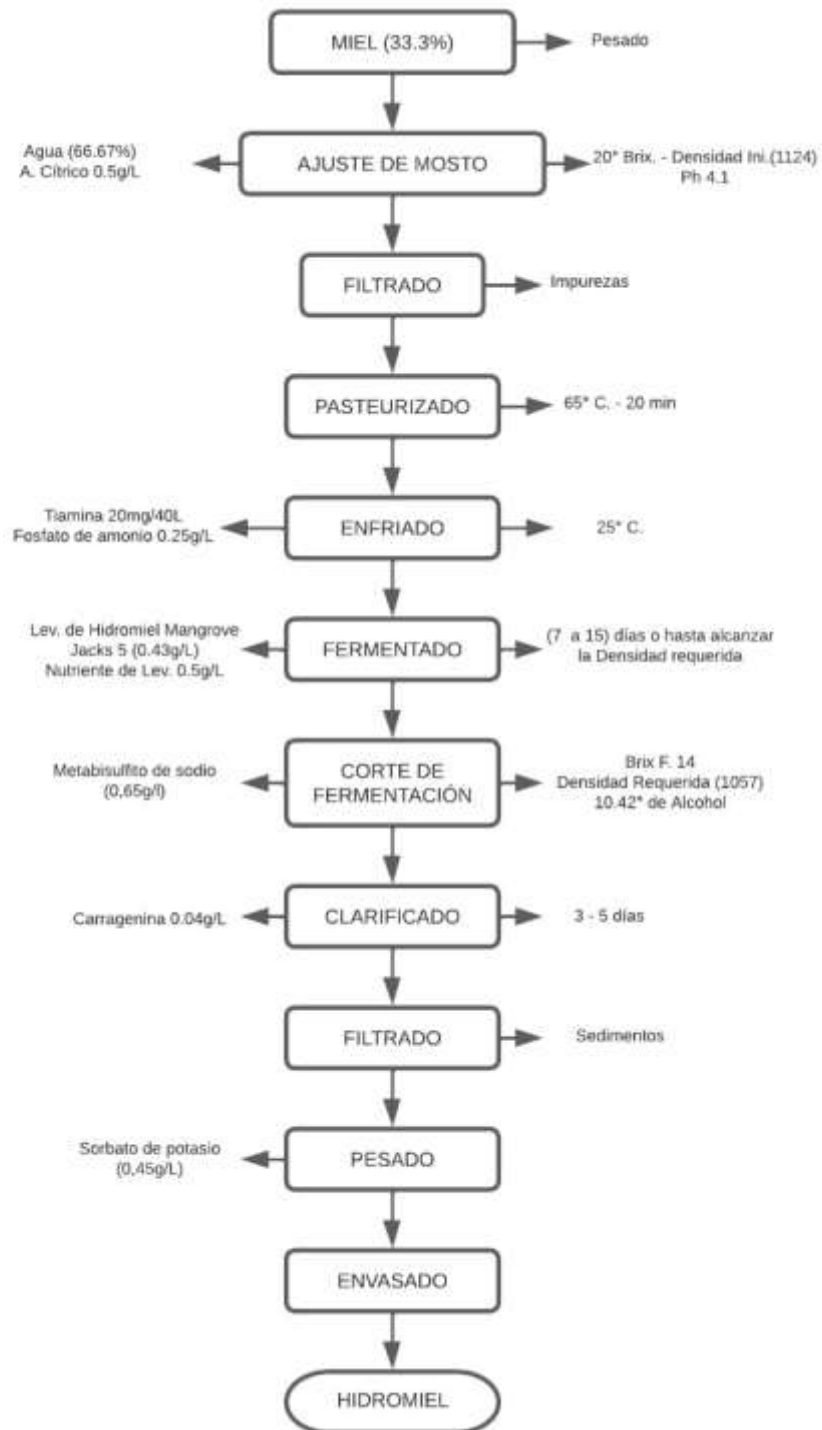 MIEL (33.3%)
Pesado
Agua (66.67%)
A. Cítrico 0.5g/L
AJUSTE DE MOSTO
20° Brix. - Densidad Ini.(1124)
Ph 4.1
FILTRADO
Impurezas
PASTEURIZADO
65° C. - 20 min
Tiamina 20mg/40L
Fosfato de amonio 0.25g/L
ENFRIADO
25° C.
Lev. de Hidromiel Mangrove
Jacks 5 (0.43g/L)
Nutriente de Lev. 0.5g/L
FERMENTADO
(7 a 15) días o hasta alcanzar
la Densidad requerida
Metabisulfito de sodio
(0,65g/l)
CORTE DE
FERMENTACIÓN
Brix F. 14
Densidad Requerida (1057)
10.42° de Alcohol
Carragenina 0.04g/L
CLARIFICADO
3 - 5 días
FILTRADO
Sedimentos
Sorbato de potasio
(0,45g/L)
PESADO
ENVASADO
HIDROMIEL